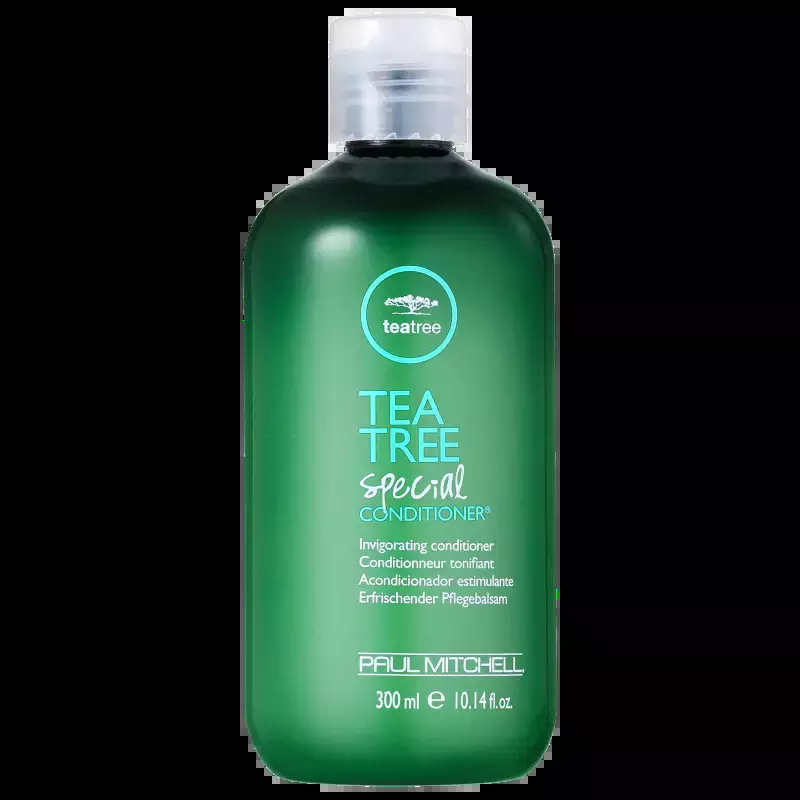 teatree
TEA
TREE
special
CONDITIONER®
Invigorating conditioner
Conditionneur tonifiant
Acondicionador estimulante
Erfrischender Pflegebalsam
PAUL MITCHELL®
300 ml e 10.14 fl.oz.